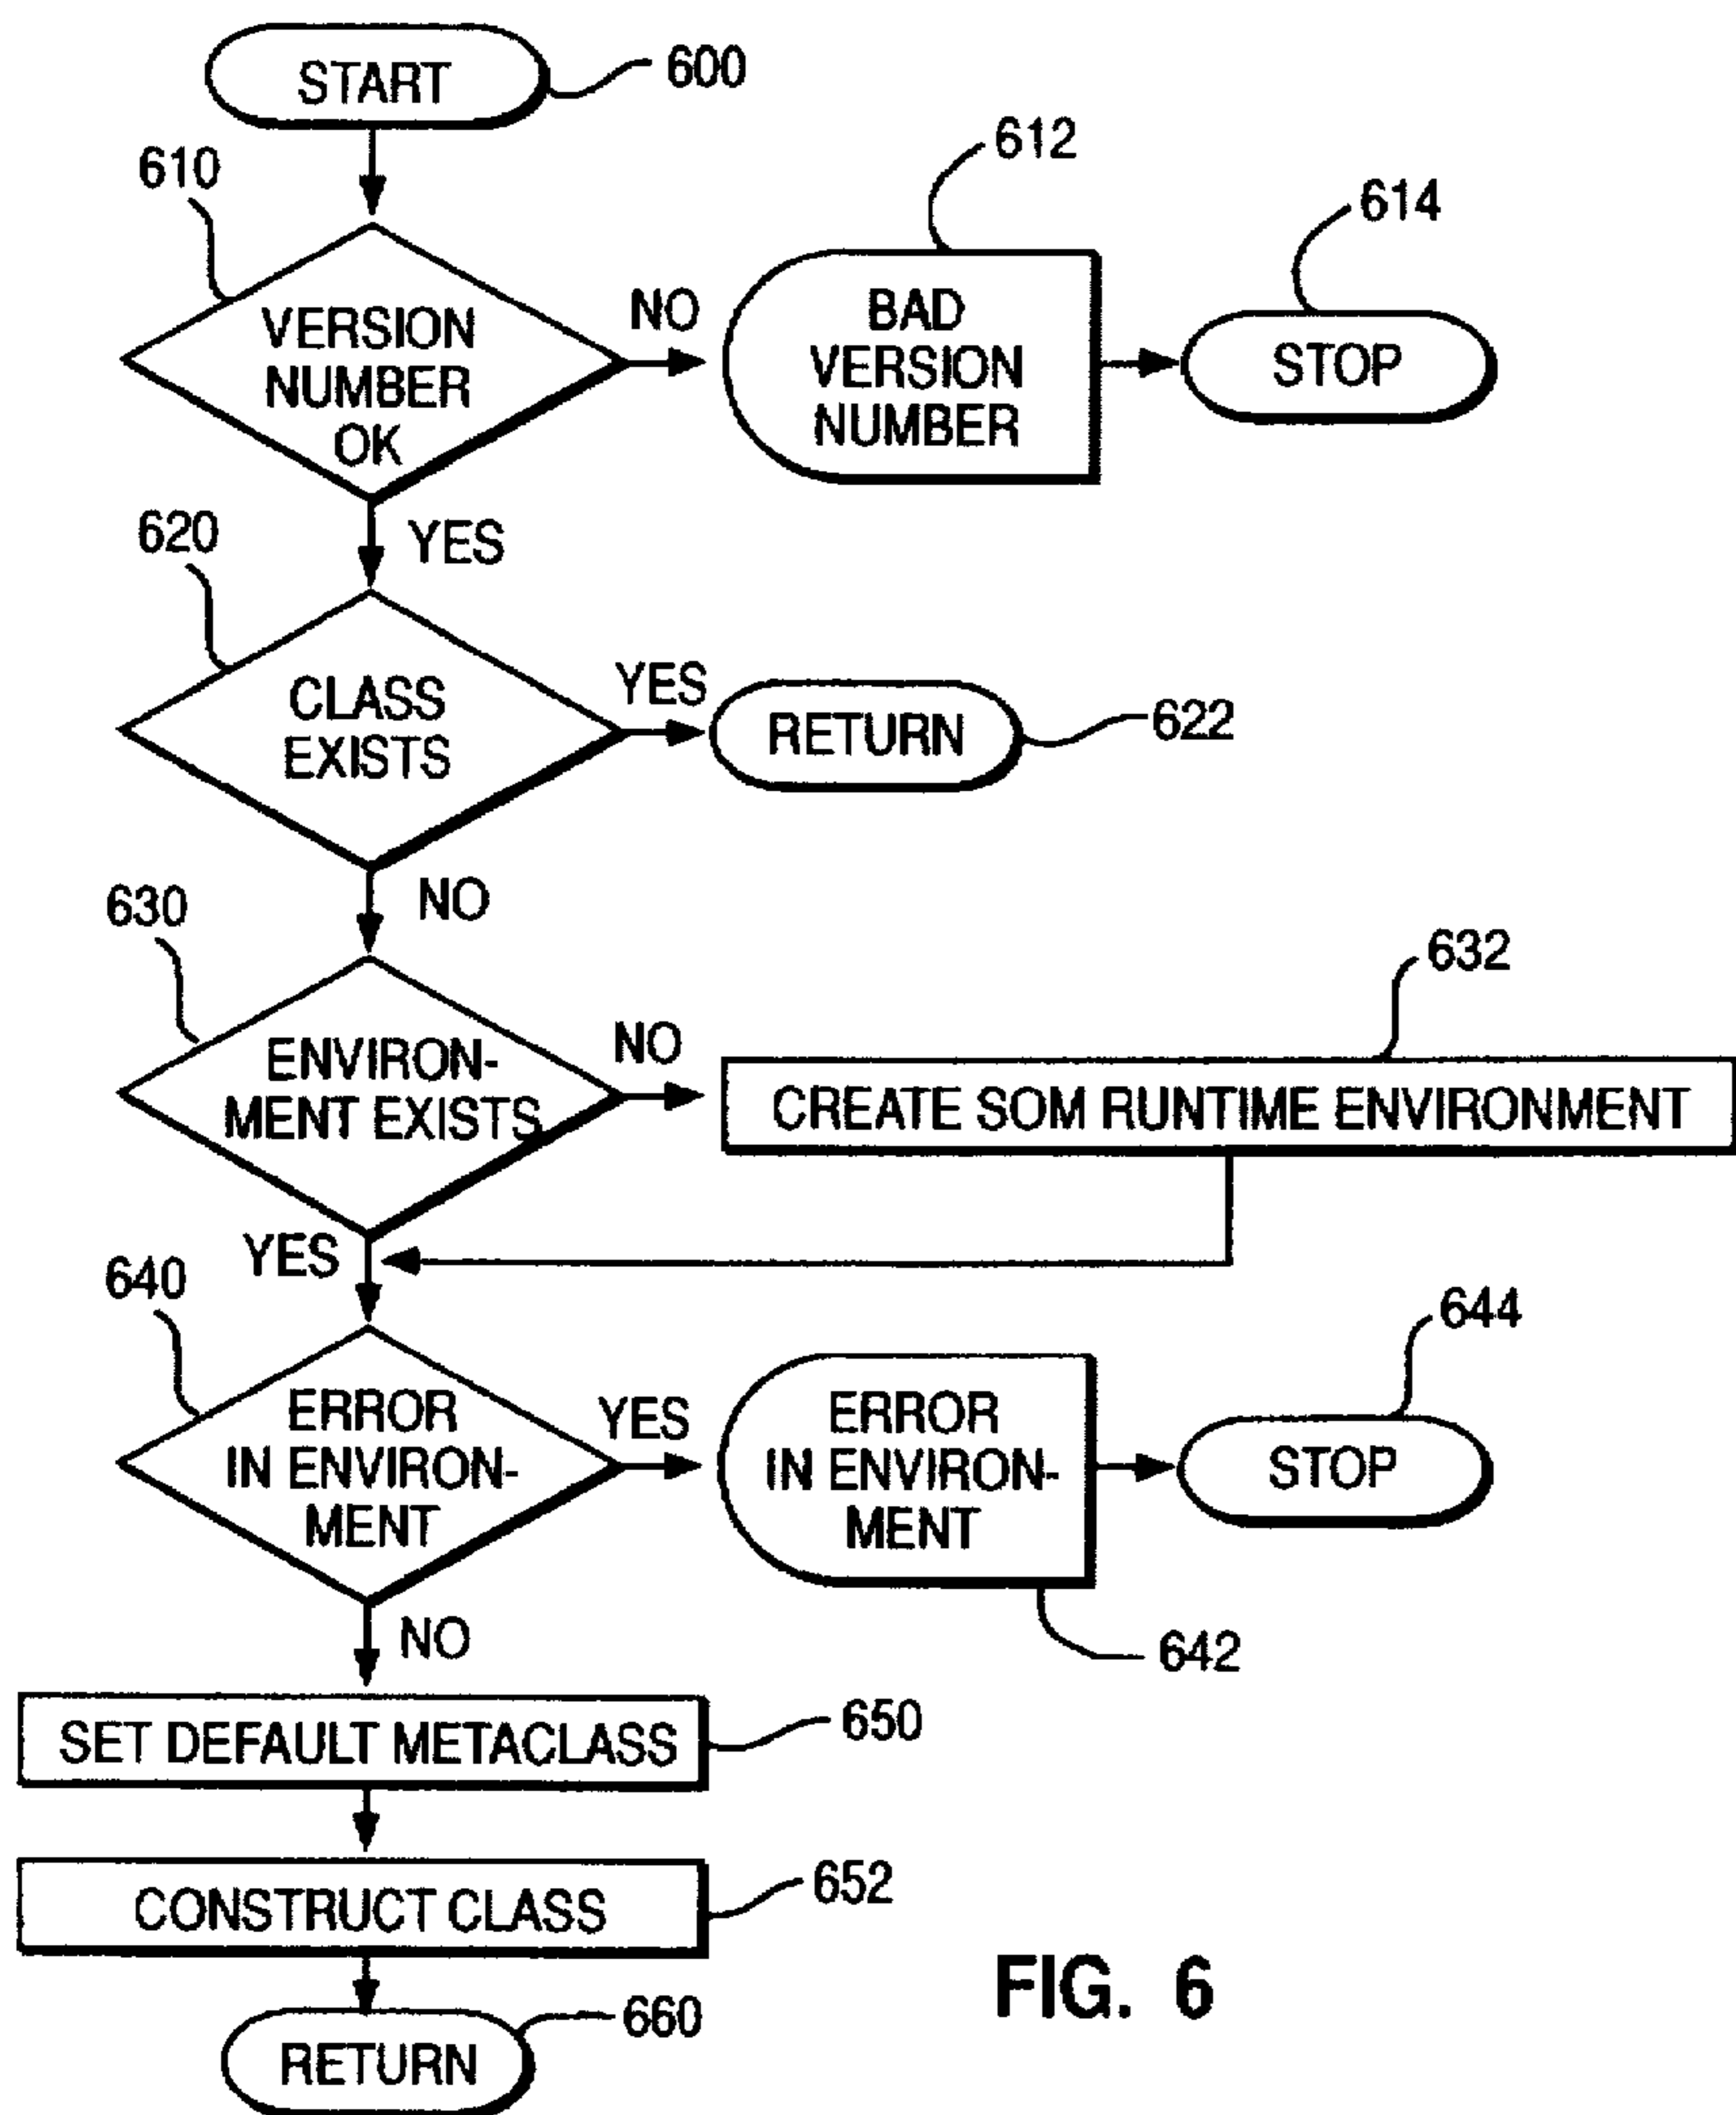 START
600
610
612
614
VERSION
NUMBER
OK
NO
BAD
VERSION
NUMBER
STOP
YES
620
CLASS
EXISTS
YES
RETURN
622
NO
630
632
ENVIRON-
MENT EXISTS
NO
CREATE SOM RUNTIME ENVIRONMENT
YES
640
644
ERROR
IN ENVIRON-
MENT
YES
ERROR
IN ENVIRON-
MENT
STOP
642
NO
SET DEFAULT METACLASS
650
CONSTRUCT CLASS
652
RETURN
660
FIG. 6